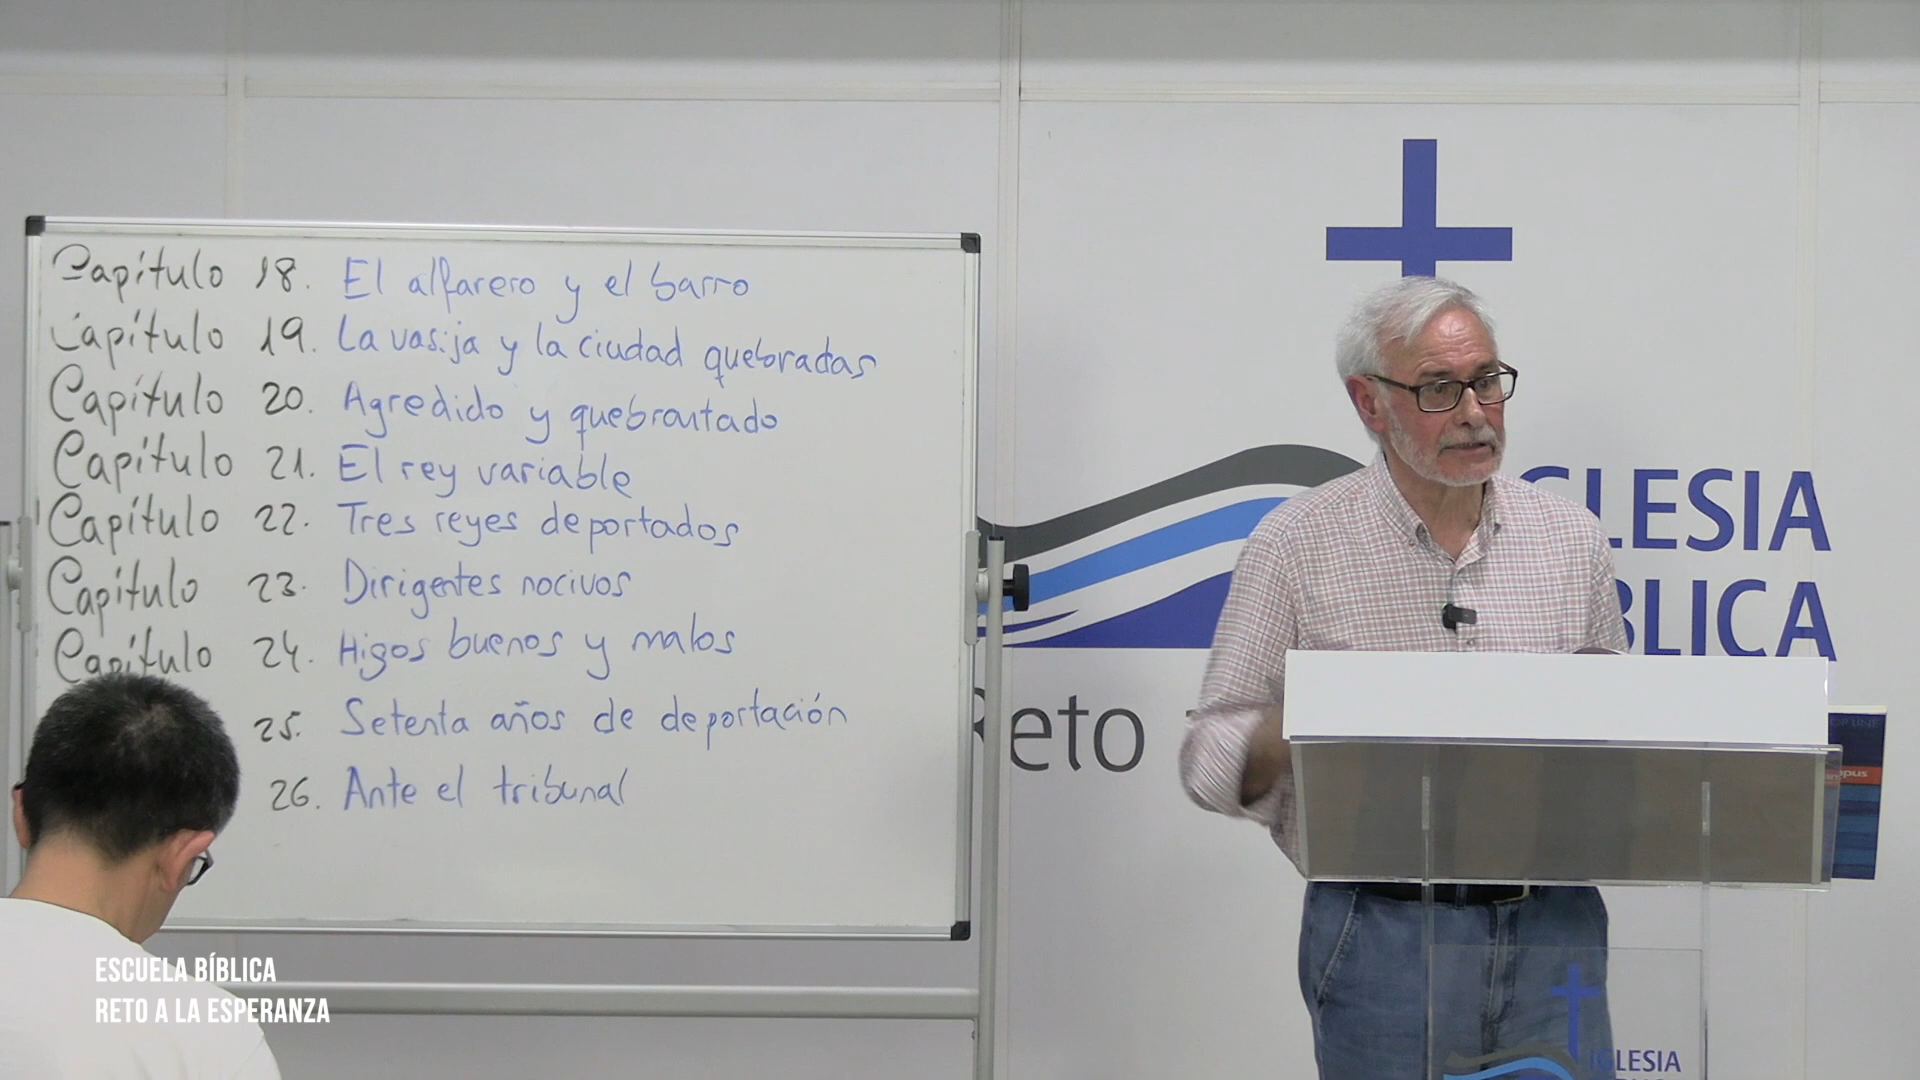 Capítulo 18. El alfarero y el barro
Capítulo 19. La vasija y la ciudad quebradas
Capítulo 20. Agredido y quebrantado
Capítulo 21. El rey variable
Capítulo 22. Tres reyes deportados
Capítulo 23. Dirigentes nocivos
Capítulo 24. Higos buenos y malos
25. Setenta años de deportación
26. Ante el tribunal
IGLESIA
BÍBLICA
Reto
ESCUELA BÍBLICA
RETO A LA ESPERANZA
IGLESIA